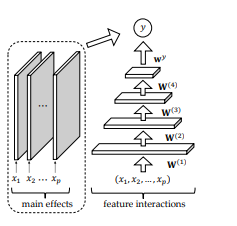 y
w^y
W^(4)
...
W^(3)
W^(2)
W^(1)
x_1 x_2 ... x_p
(x_1, x_2, ..., x_p)
main effects
feature interactions